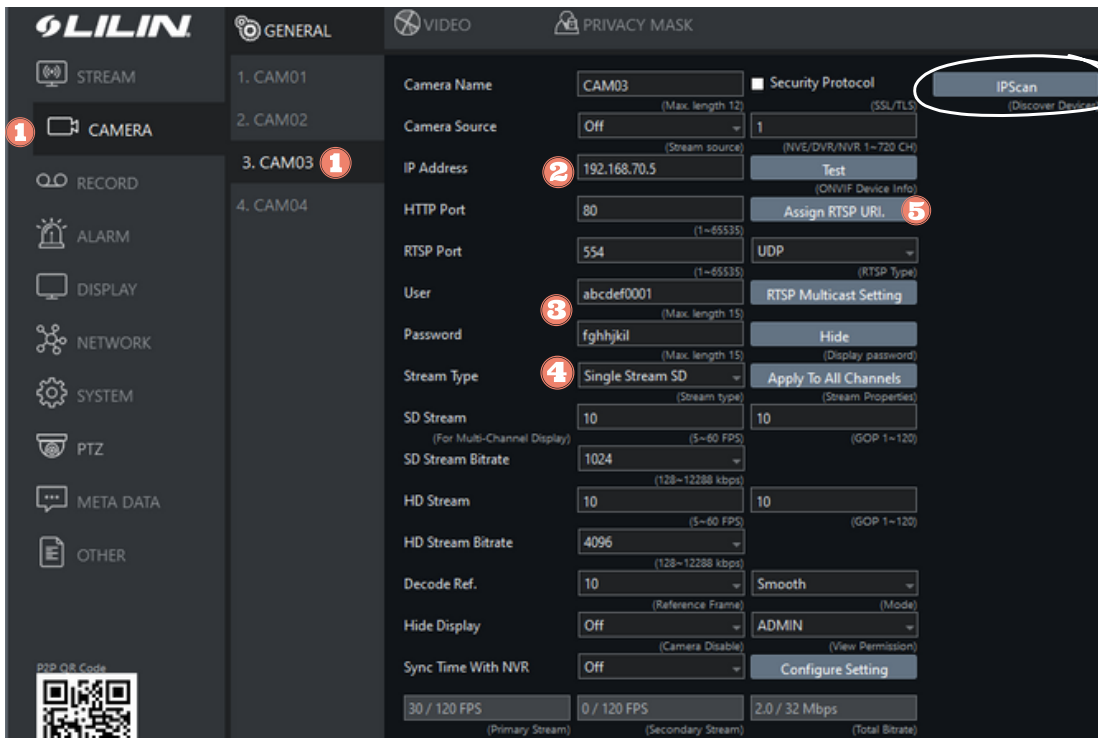 LILIN
GENERAL
VIDEO
PRIVACY MASK
STREAM
CAMERA
RECORD
ALARM
DISPLAY
NETWORK
SYSTEM
PTZ
META DATA
OTHER
P2P QR Code
1
1. CAM01
2. CAM02
3. CAM03 1
4. CAM04
Camera Name CAM03 Security Protocol IPScan
(Max. length 12) (SSL/TLS) (Discover Devices)
Camera Source Off 1
(Stream source) (NVE/DVR/NVR 1~720 CH)
IP Address 2 192.168.70.5 Test
(ONVIF Device Info)
HTTP Port 80 Assign RTSP URI. 5
(1~65535)
RTSP Port 554 UDP
(1~65535) (RTSP Type)
User abcdef0001 RTSP Multicast Setting
3 (Max. length 15)
Password fghhjkil Hide
(Max. length 15) (Display password)
Stream Type 4 Single Stream SD Apply To All Channels
(Stream type) (Stream Properties)
SD Stream 10 10
(For Multi-Channel Display) (5~60 FPS) (GOP 1~120)
SD Stream Bitrate 1024
(128~12288 kbps)
HD Stream 10 10
(5~60 FPS) (GOP 1~120)
HD Stream Bitrate 4096
(128~12288 kbps)
Decode Ref. 10 Smooth
(Reference Frame) (Mode)
Hide Display Off ADMIN
(Camera Disable) (View Permission)
Sync Time With NVR Off Configure Setting
30 / 120 FPS 0 / 120 FPS 2.0 / 32 Mbps
(Primary Stream) (Secondary Stream) (Total Bitrate)